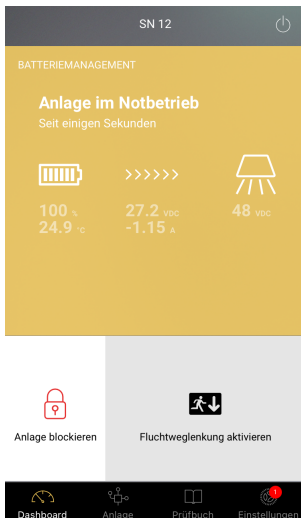 SN 12
BATTERIEMANAGEMENT
Anlage im Notbetrieb
Seit einigen Sekunden
>>>>>>
100 % 27.2 VDC 48 VDC
24.9 °C -1.15 A
Anlage blockieren Fluchtweglenkung aktivieren
1
Dashboard Anlage Prüfbuch Einstellungen